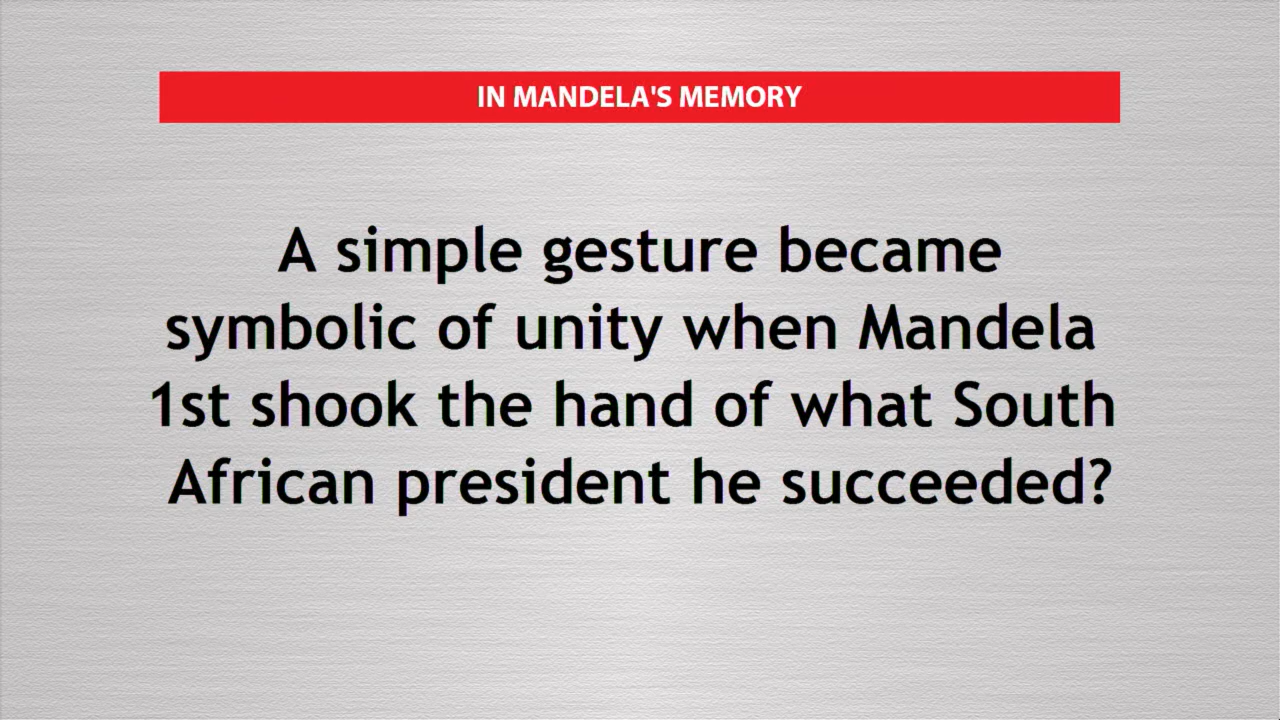 IN MANDELA'S MEMORY
A simple gesture became
symbolic of unity when Mandela
1st shook the hand of what South
African president he succeeded?